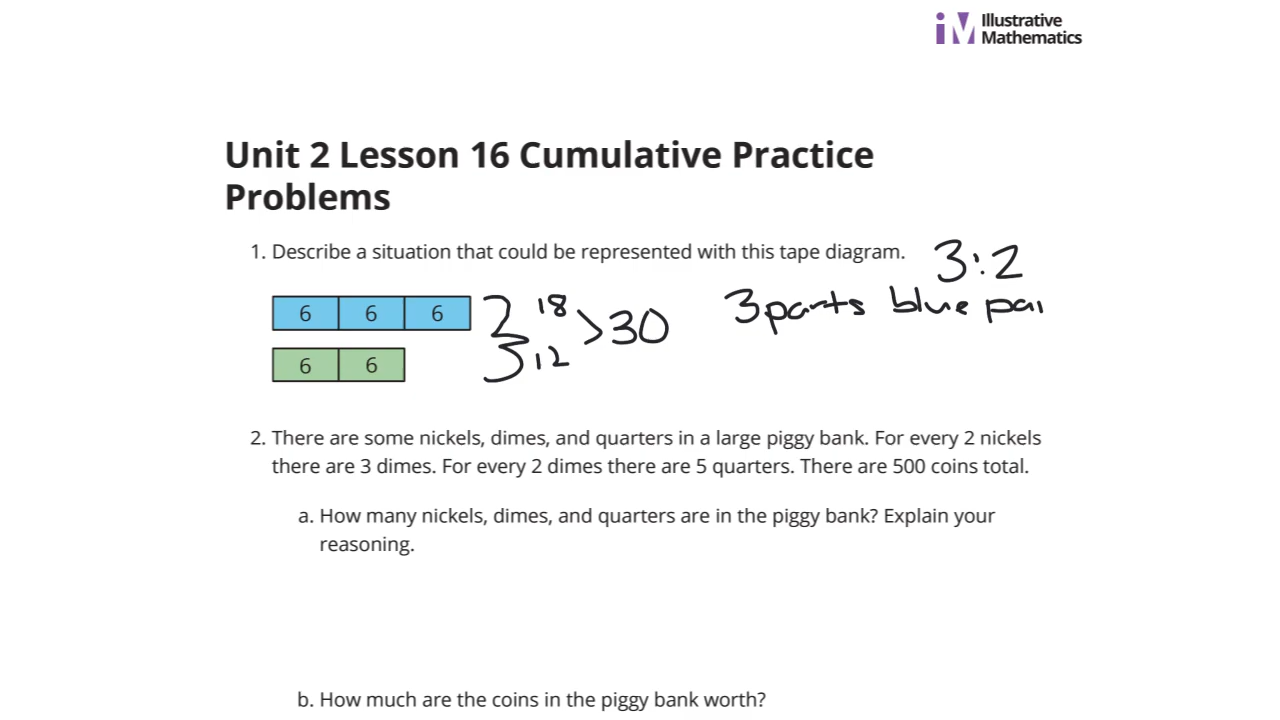 Illustrative
Mathematics
Unit 2 Lesson 16 Cumulative Practice
Problems
1. Describe a situation that could be represented with this tape diagram.
3:2
3 parts blue pai
6 6 6
18
>30
12
6 6
2. There are some nickels, dimes, and quarters in a large piggy bank. For every 2 nickels
there are 3 dimes. For every 2 dimes there are 5 quarters. There are 500 coins total.
a. How many nickels, dimes, and quarters are in the piggy bank? Explain your
reasoning.
b. How much are the coins in the piggy bank worth?